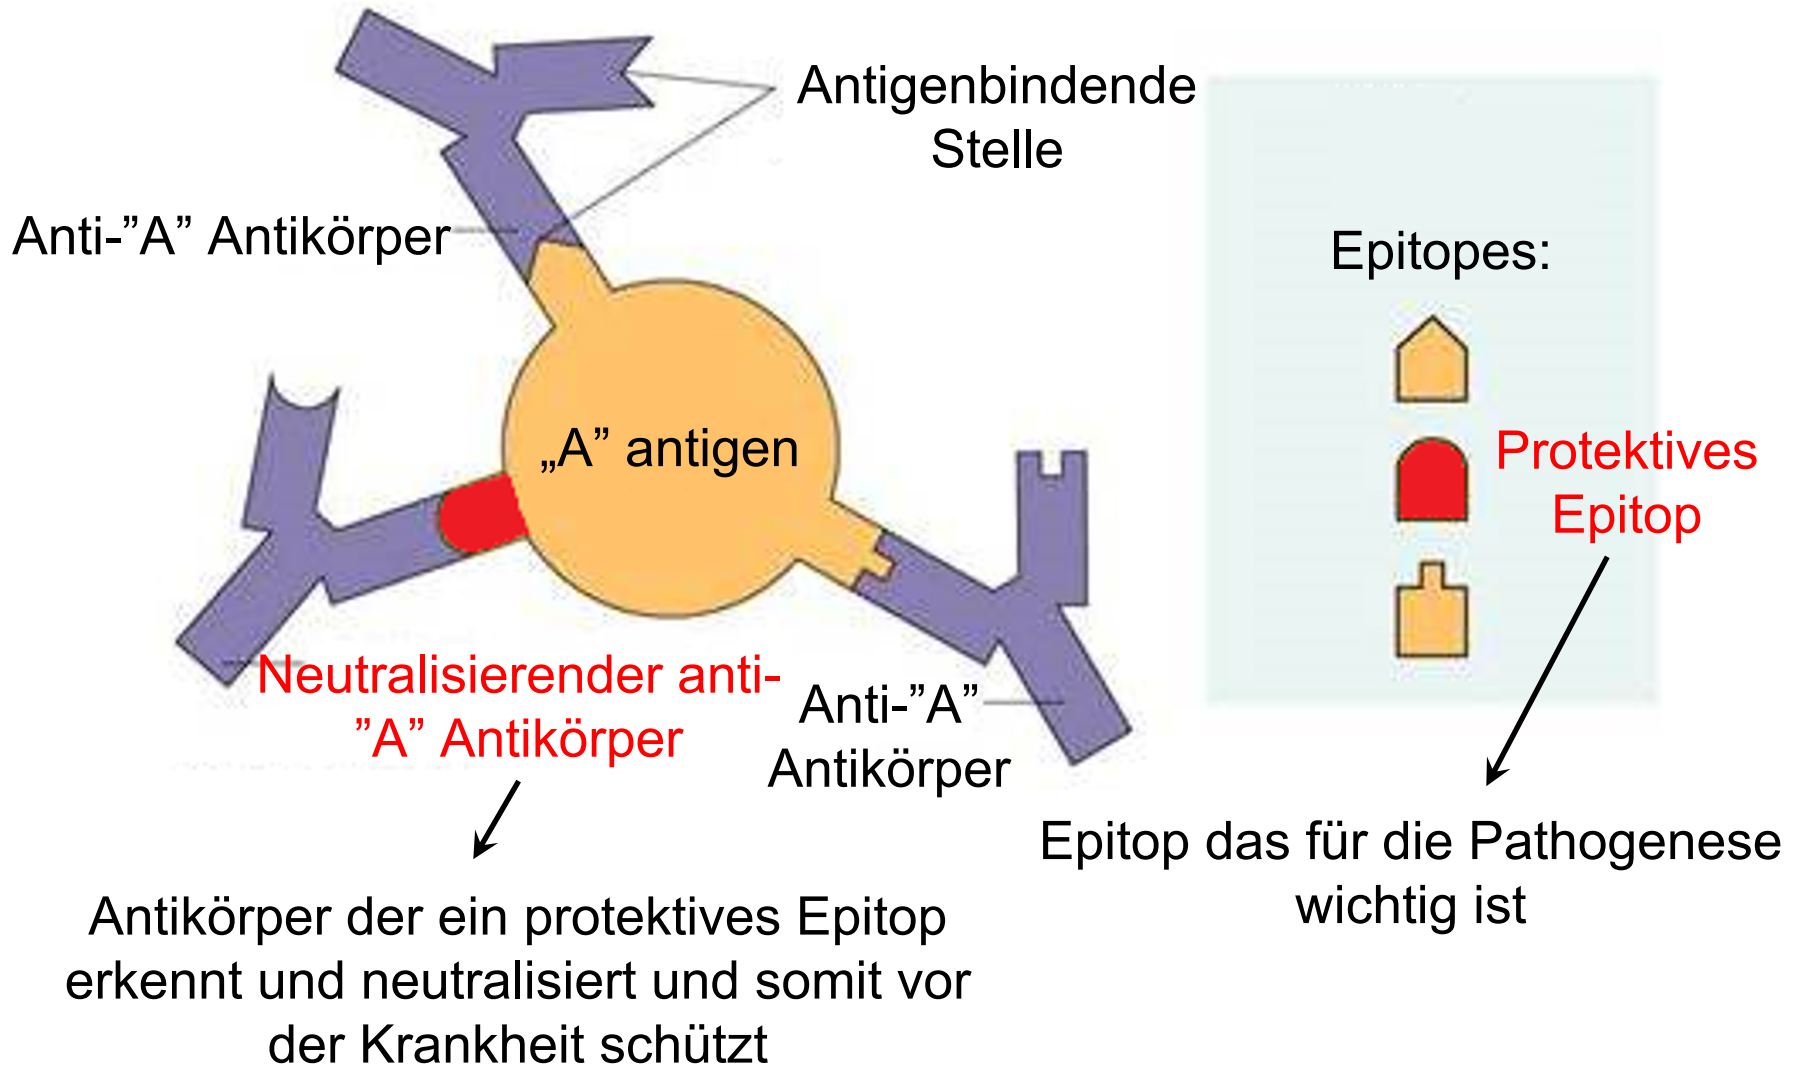 Antigenbindende
Stelle
Anti-”A” Antikörper
Epitopes:
„A” antigen
Protektives
Epitop
Neutralisierender anti-
”A” Antikörper
Anti-”A”
Antikörper
Epitop das für die Pathogenese
wichtig ist
Antikörper der ein protektives Epitop
erkennt und neutralisiert und somit vor
der Krankheit schützt